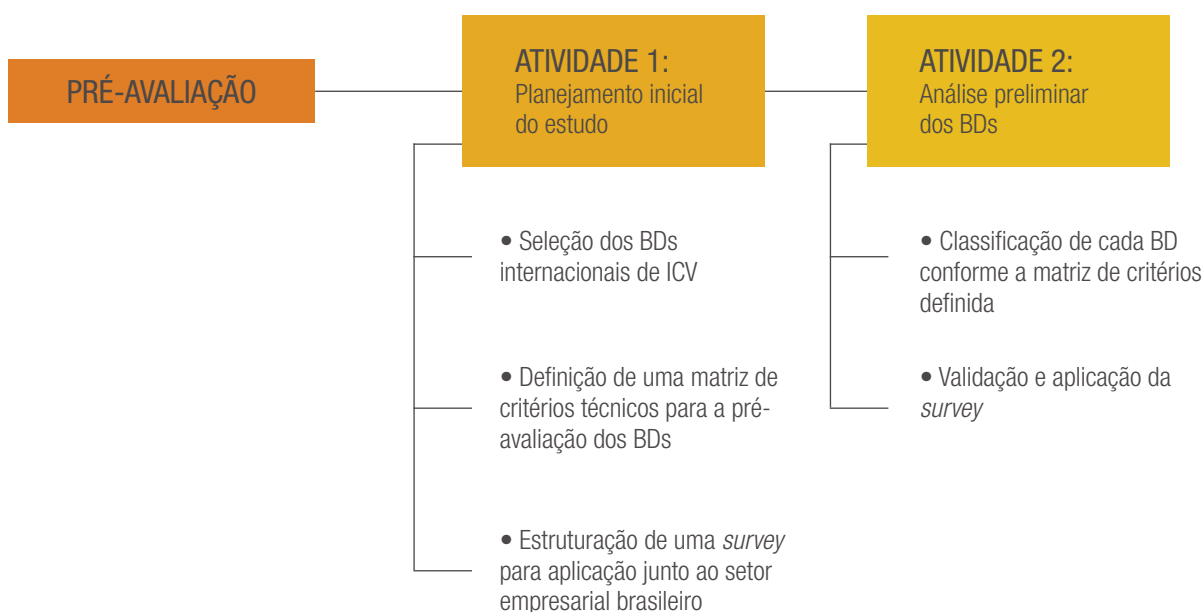 PRÉ-AVALIAÇÃO
ATIVIDADE 1:
Planejamento inicial
do estudo
• Seleção dos BDs
internacionais de ICV
• Definição de uma matriz de
critérios técnicos para a pré-
avaliação dos BDs
• Estruturação de uma survey
para aplicação junto ao setor
empresarial brasileiro
ATIVIDADE 2:
Análise preliminar
dos BDs
• Classificação de cada BD
conforme a matriz de critérios
definida
• Validação e aplicação da
survey